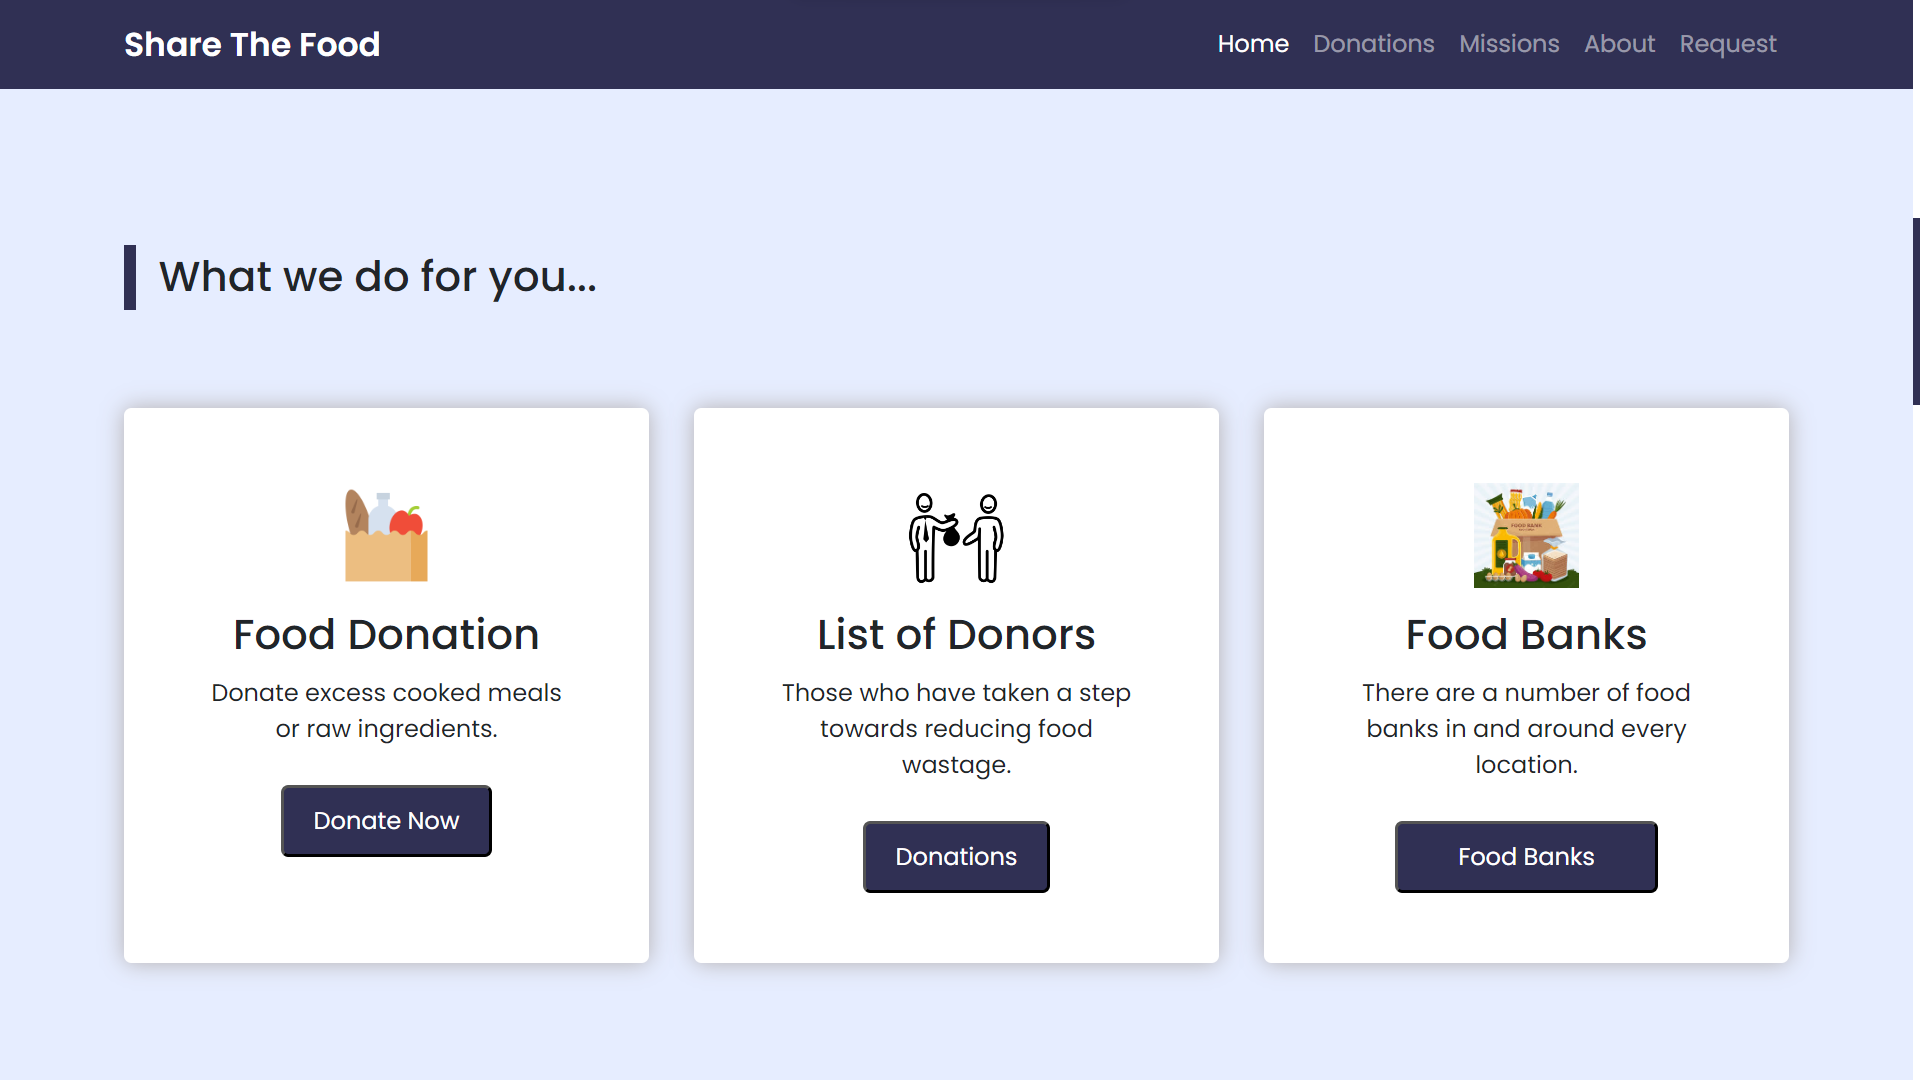 Share The Food
Home Donations Missions About Request
What we do for you...
Food Donation
Donate excess cooked meals
or raw ingredients.
Donate Now
List of Donors
Those who have taken a step
towards reducing food
wastage.
Donations
FOOD BANK
Food Banks
There are a number of food
banks in and around every
location.
Food Banks